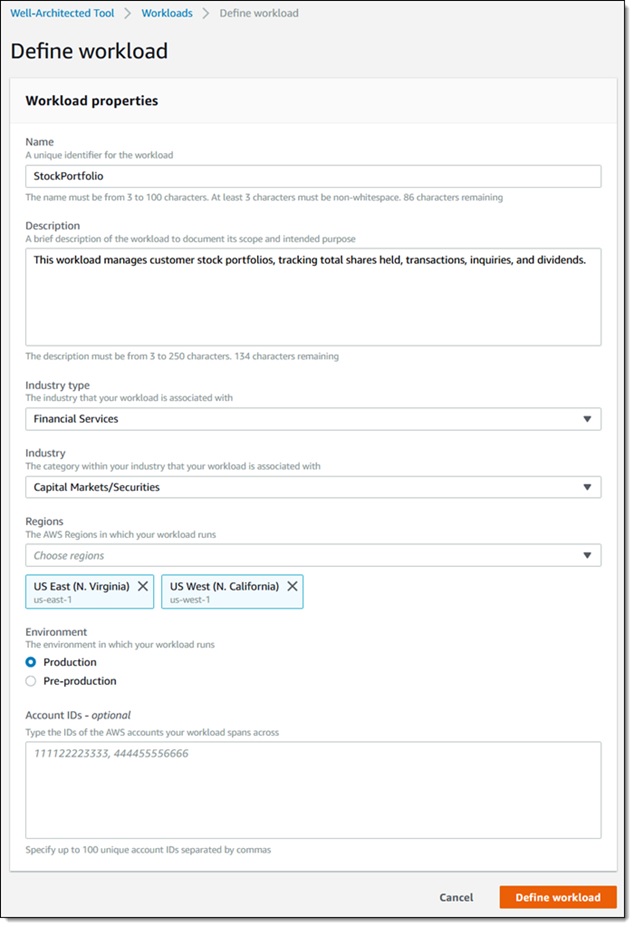 Well-Architected Tool > Workloads > Define workload
Define workload
Workload properties
Name
A unique identifier for the workload
StockPortfolio
The name must be from 3 to 100 characters. At least 3 characters must be non-whitespace. 86 characters remaining
Description
A brief description of the workload to document its scope and intended purpose
This workload manages customer stock portfolios, tracking total shares held, transactions, inquiries, and dividends.
The description must be from 3 to 250 characters. 134 characters remaining
Industry type
The industry that your workload is associated with
Financial Services
Industry
The category within your industry that your workload is associated with
Capital Markets/Securities
Regions
The AWS Regions in which your workload runs
Choose regions
US East (N. Virginia) US West (N. California)
us-east-1 us-west-1
Environment
The environment in which your workload runs
Production
Pre-production
Account IDs - optional
Type the IDs of the AWS accounts your workload spans across
111122223333, 444455556666
Specify up to 100 unique account IDs separated by commas
Cancel Define workload